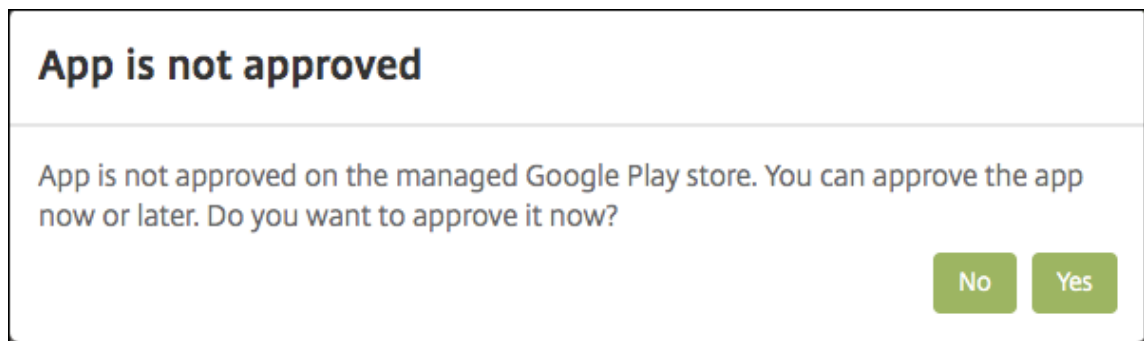 App is not approved
App is not approved on the managed Google Play store. You can approve the app
now or later. Do you want to approve it now?
No Yes